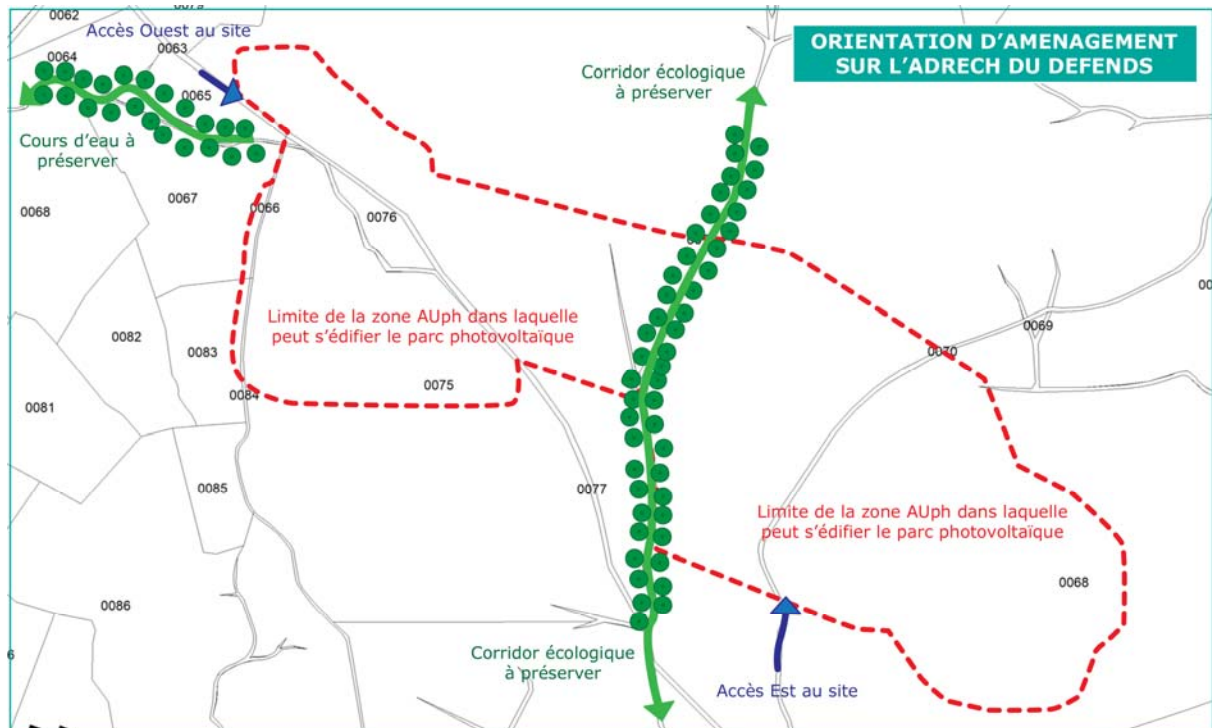 0062
0079
Accès Ouest au site
0063
0064
0065
ORIENTATION D'AMENAGEMENT
SUR L'ADRECH DU DEFENDS
Corridor écologique
à préserver
Cours d'eau à
préserver
0067
0068
0066
0076
Limite de la zone AUph dans laquelle
peut s'édifier le parc photovoltaïque
0069
0070
0082
0083
0075
0081
0084
0085
0077
Limite de la zone AUph dans laquelle
peut s'édifier le parc photovoltaïque
0068
0086
6
Corridor écologique
à préserver
Accès Est au site